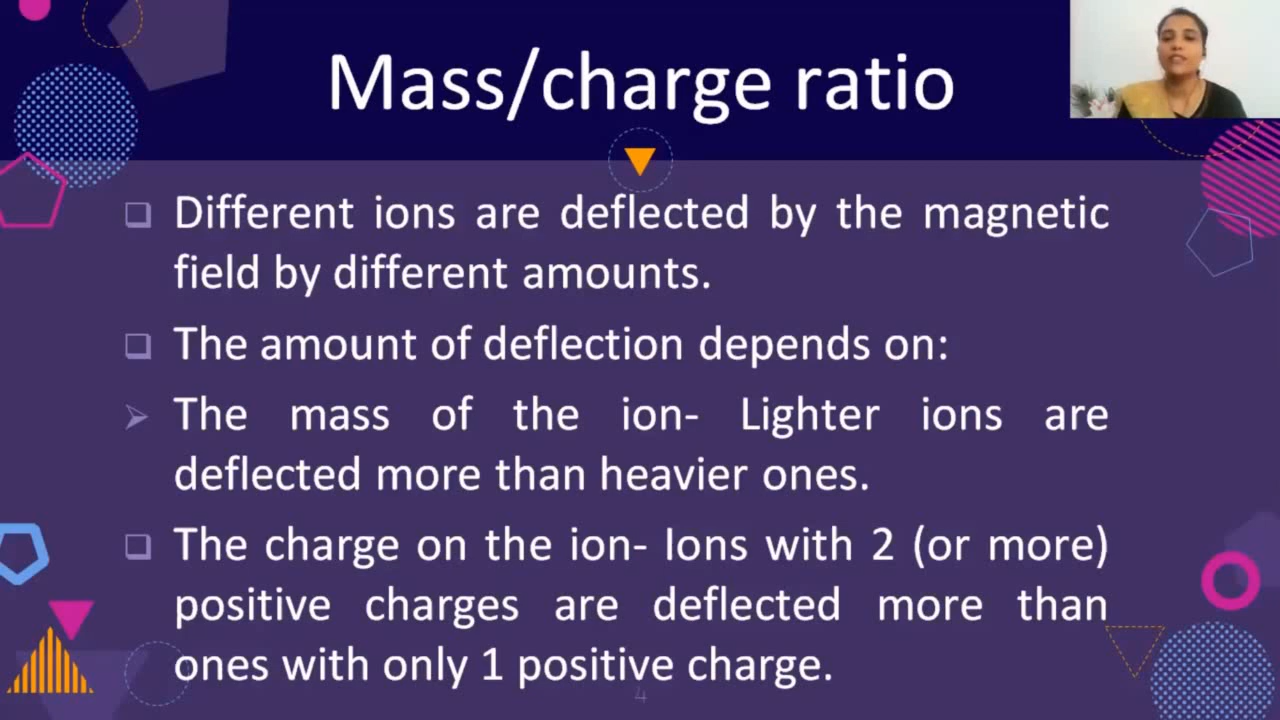 Mass/charge ratio
Different ions are deflected by the magnetic
field by different amounts.
The amount of deflection depends on:
The mass of the ion- Lighter ions are
deflected more than heavier ones.
The charge on the ion- Ions with 2 (or more)
positive charges are deflected more than
ones with only 1 positive charge.
4